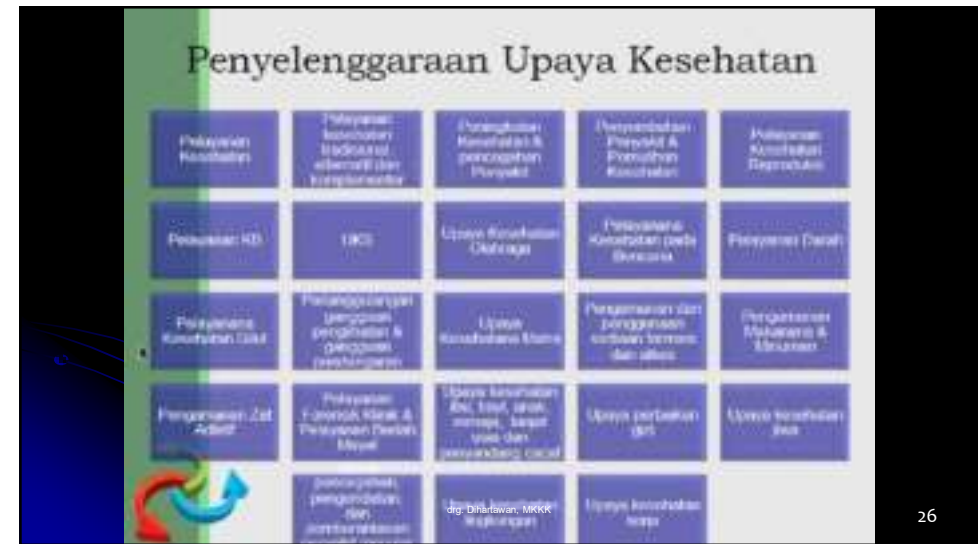 Penyelenggaraan Upaya Kesehatan
Pelayanan
Kesehatan
Pelayanan
kesehatan
tradisional,
alternatif dan
komplementer
Peningkatan
Kesehatan &
pencegahan
Penyakit
Penyembuhan
Penyakit &
Pemulihan
Kesehatan
Pelayanan
Kesehatan
Reproduksi
Pelayanan KB
UKS
Upaya Kesehatan
Olahraga
Kesehatan pada
Bencana
Pelayanan Darah
Kesehatan Gigi
Penanggulangan
gangguan
penglihatan &
gangguan
pendengaran
Upaya
Pengamanan dan
penggunaan
sediaan farmasi
dan alkes
Pengamanan
Makanan &
Minuman
Pengamanan Zat
Adiktif
Pelayanan
Forensik Klinik &
Pelayanan Bedah
Mayat
Upaya kesehatan
ibu, bayi, anak,
remaja, lanjut
usia dan
penyandang cacat
Upaya perbaikan
gizi
Upaya kesehatan
jiwa
pencegahan,
pengendalian,
dan
pemberantasan
Upaya kesehatan
lingkungan
Upaya kesehatan
kerja
drg. Dihartawan, MKKK
26